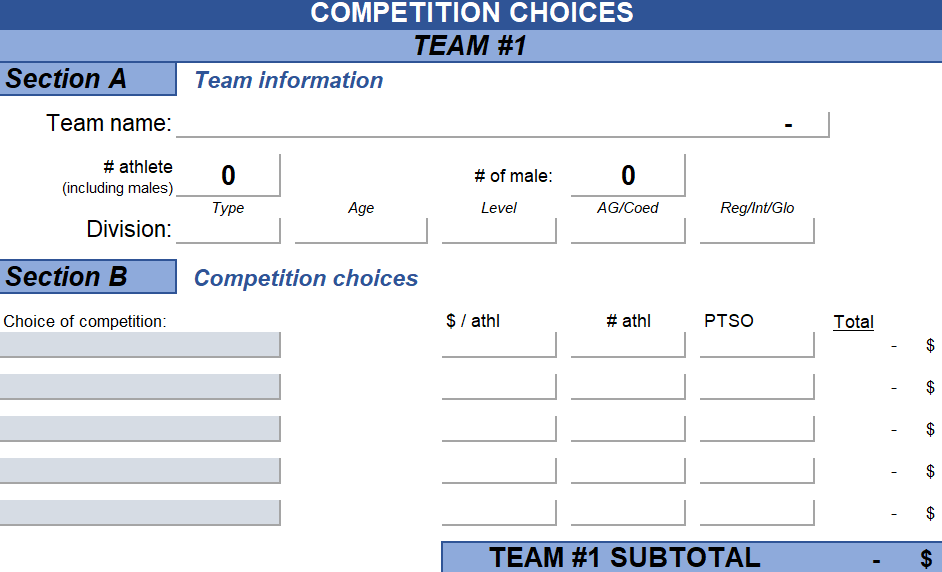 COMPETITION CHOICES
TEAM #1
Section A Team information
Team name: -
# athlete
(including males) 0 # of male: 0
Type Age Level AG/Coed Reg/Int/Glo
Division:
Section B Competition choices
Choice of competition: $ / athl # athl PTSO Total
- $
- $
- $
- $
- $
TEAM #1 SUBTOTAL - $